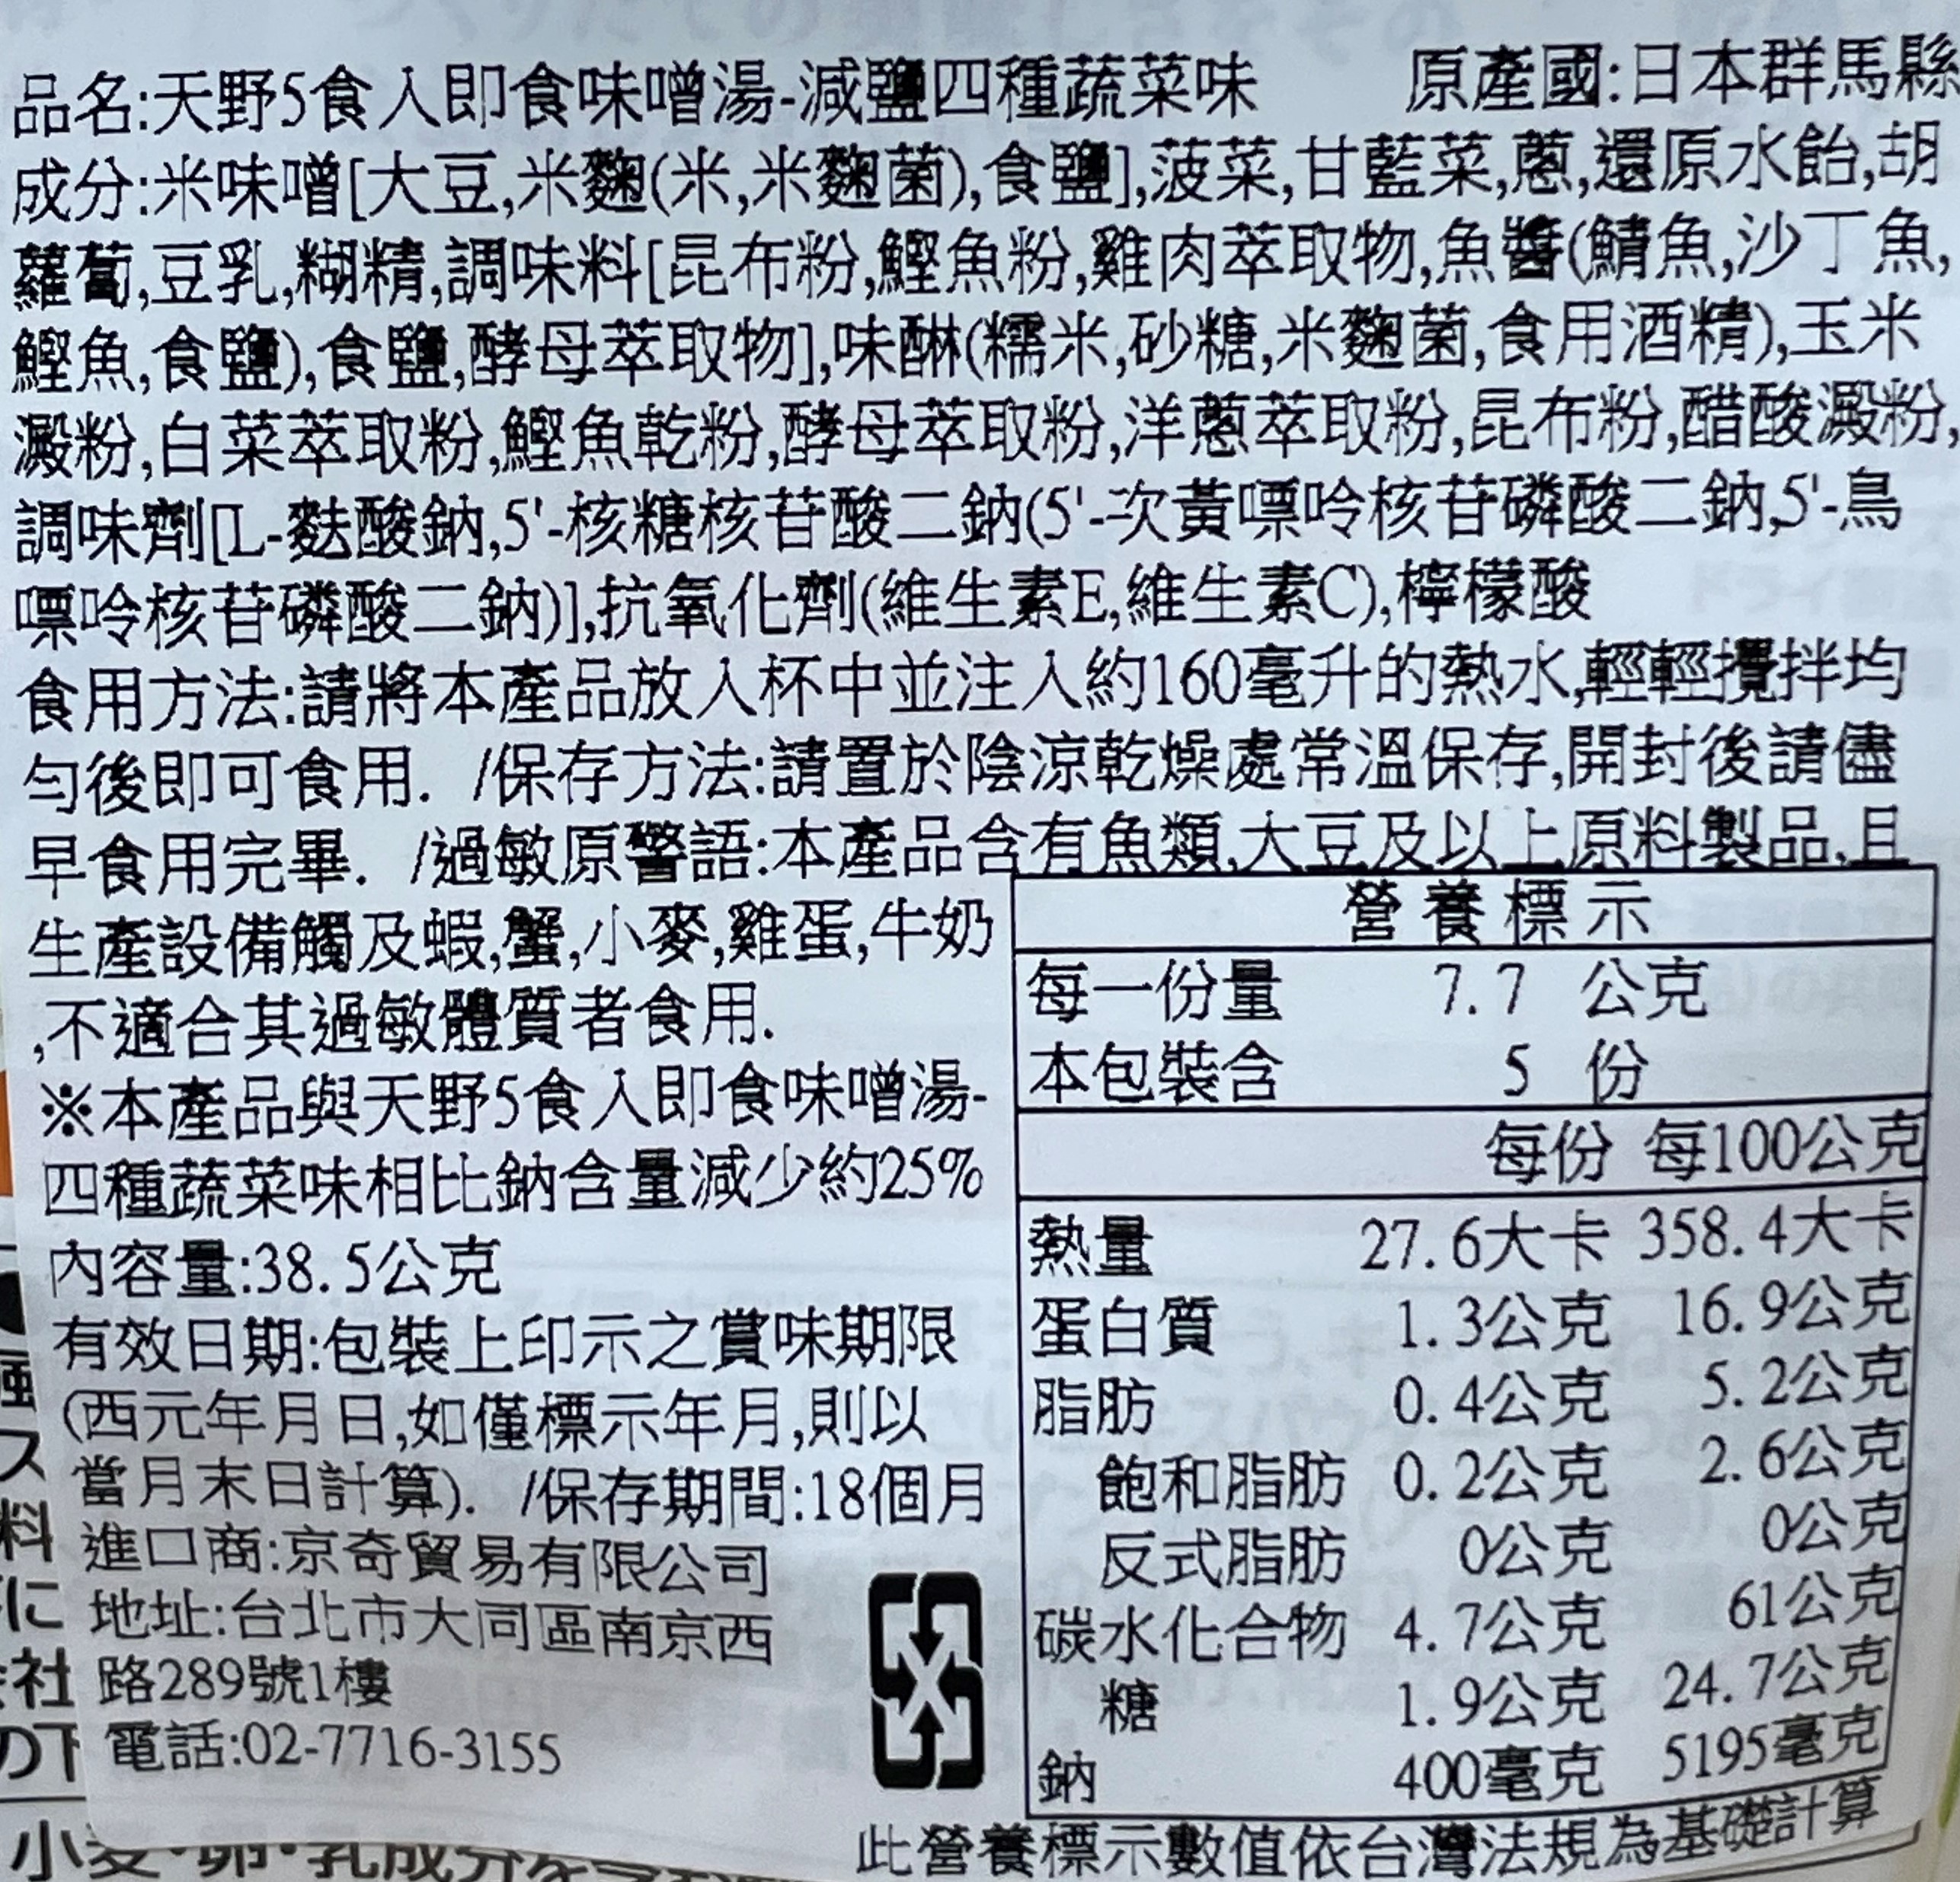 品名:天野5食入即食味噌湯-減鹽四種蔬菜味 原產國:日本群馬縣
成分:米味噌[大豆,米麴(米,米麴菌),食鹽],菠菜,甘藍菜,蔥,還原水飴,胡
蘿蔔,豆乳,糊精,調味料[昆布粉,鰹魚粉,雞肉萃取物,魚醬(鯖魚,沙丁魚,
鰹魚,食鹽),食鹽,酵母萃取物],味醂(糯米,砂糖,米麴菌,食用酒精),玉米
澱粉,白菜萃取粉,鰹魚乾粉,酵母萃取粉,洋蔥萃取粉,昆布粉,醋酸澱粉,
調味劑[L-麩酸鈉,5'-核糖核苷酸二鈉(5'-次黃嘌呤核苷磷酸二鈉,5'-鳥
嘌呤核苷磷酸二鈉)],抗氧化劑(維生素E,維生素C),檸檬酸
食用方法:請將本產品放入杯中並注入約160毫升的熱水,輕輕攪拌均
勻後即可食用. /保存方法:請置於陰涼乾燥處常溫保存,開封後請儘
早食用完畢. /過敏原警語:本產品含有魚類,大豆及以上原料製品,且
生產設備觸及蝦,蟹,小麥,雞蛋,牛奶
,不適合其過敏體質者食用.
※本產品與天野5食入即食味噌湯-
四種蔬菜味相比鈉含量減少約25%
內容量:38.5公克
有效日期:包裝上印示之賞味期限
(西元年月日,如僅標示年月,則以
當月末日計算). /保存期間:18個月
進口商:京奇貿易有限公司
地址:台北市大同區南京西
路289號1樓
電話:02-7716-3155
營養標示
每一份量 7.7 公克
本包裝含 5 份
每份 每100公克
熱量 27.6大卡 358.4大卡
蛋白質 1.3公克 16.9公克
脂肪 0.4公克 5.2公克
飽和脂肪 0.2公克 2.6公克
反式脂肪 0公克 0公克
碳水化合物 4.7公克 61公克
糖 1.9公克 24.7公克
鈉 400毫克 5195毫克
此營養標示數值依台灣法規為基礎計算
ス
料
に
社
の下
小麦・卵・乳成分を